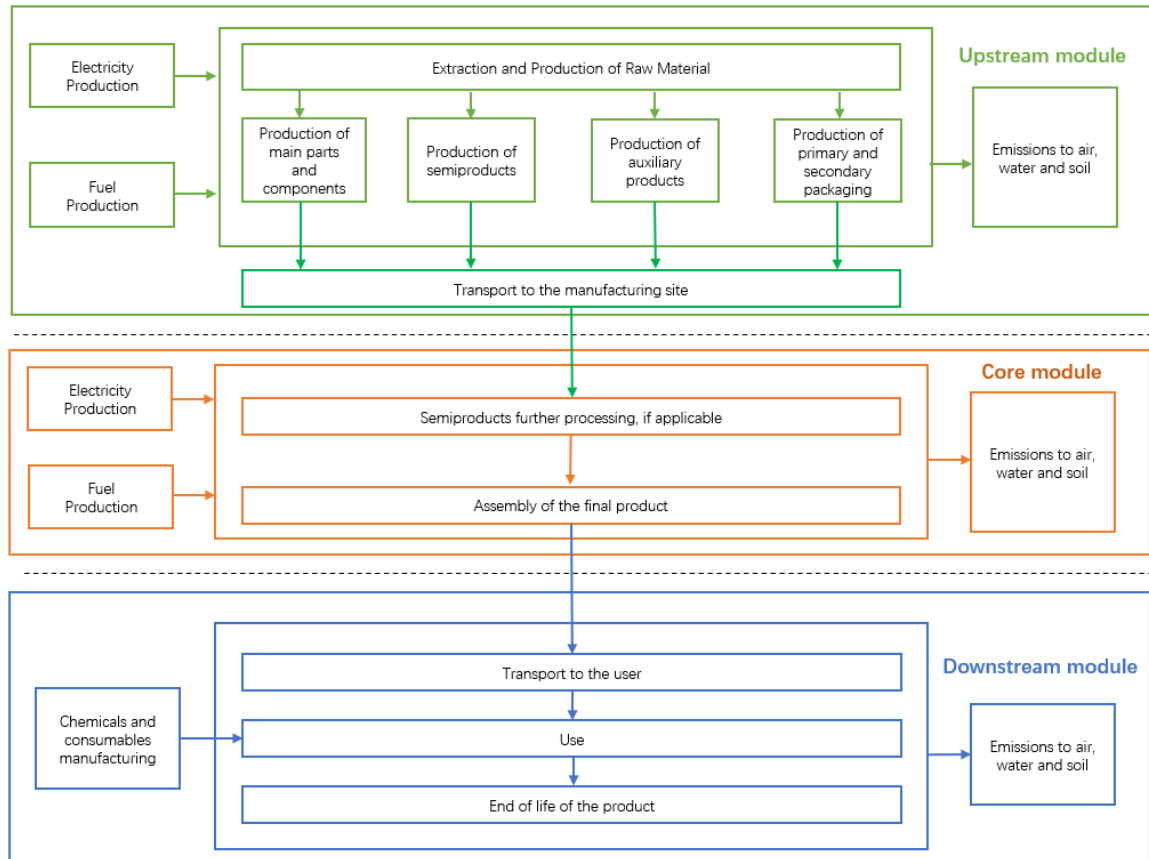 Upstream module
Electricity
Production
Extraction and Production of Raw Material
Production of
main parts
and
components
Production of
semiproducts
Production of
auxiliary
products
Production of
primary and
secondary
packaging
Emissions to air,
water and soil
Fuel
Production
Transport to the manufacturing site
Core module
Electricity
Production
Semiproducts further processing, if applicable
Emissions to air,
water and soil
Fuel
Production
Assembly of the final product
Downstream module
Transport to the user
Chemicals and
consumables
manufacturing
Use
Emissions to air,
water and soil
End of life of the product